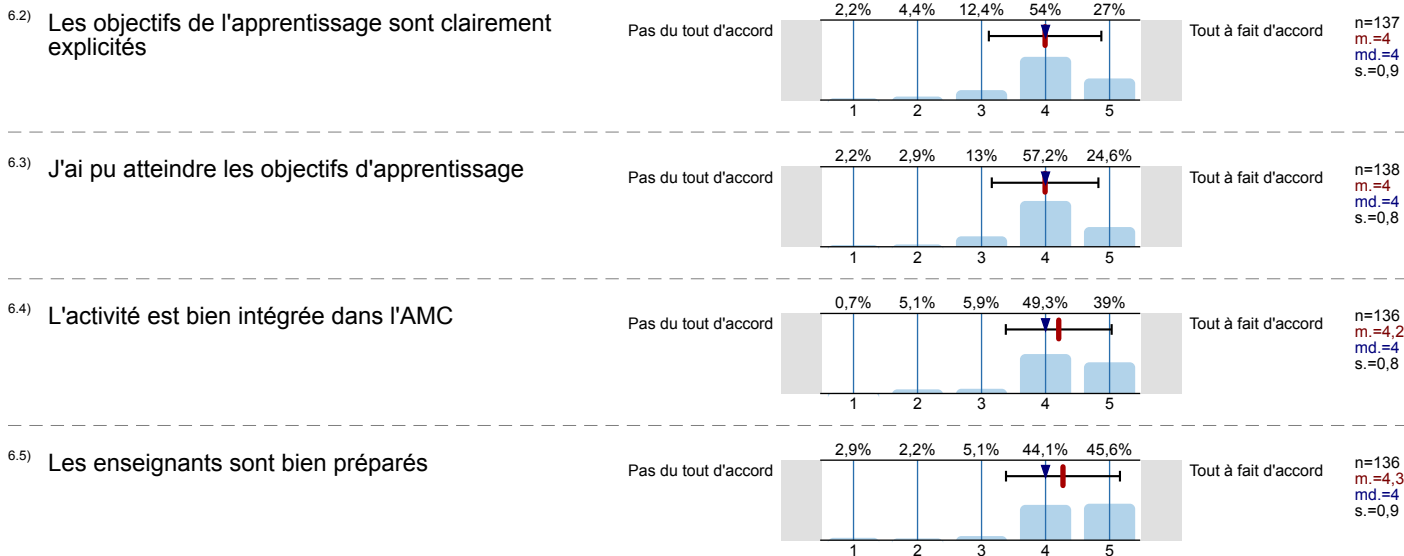 6.2) Les objectifs de l'apprentissage sont clairement
explicités
Pas du tout d'accord
2,2% 4,4% 12,4% 54% 27%
1 2 3 4 5
Tout à fait d'accord
n=137
m.=4
md.=4
s.=0,9
6.3) J'ai pu atteindre les objectifs d'apprentissage
Pas du tout d'accord
2,2% 2,9% 13% 57,2% 24,6%
1 2 3 4 5
Tout à fait d'accord
n=138
m.=4
md.=4
s.=0,8
6.4) L'activité est bien intégrée dans l'AMC
Pas du tout d'accord
0,7% 5,1% 5,9% 49,3% 39%
1 2 3 4 5
Tout à fait d'accord
n=136
m.=4,2
md.=4
s.=0,8
6.5) Les enseignants sont bien préparés
Pas du tout d'accord
2,9% 2,2% 5,1% 44,1% 45,6%
1 2 3 4 5
Tout à fait d'accord
n=136
m.=4,3
md.=4
s.=0,9